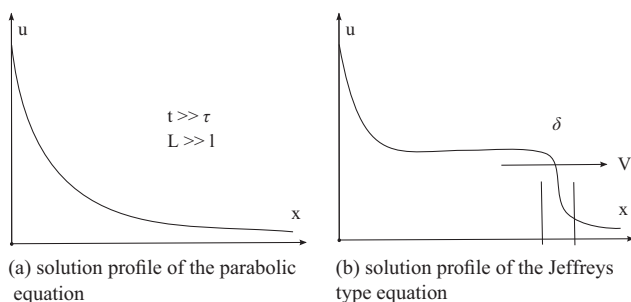 u
t >> τ
L >> l
x
(a) solution profile of the parabolic
equation
u
δ
V
x
(b) solution profile of the Jeffreys
type equation